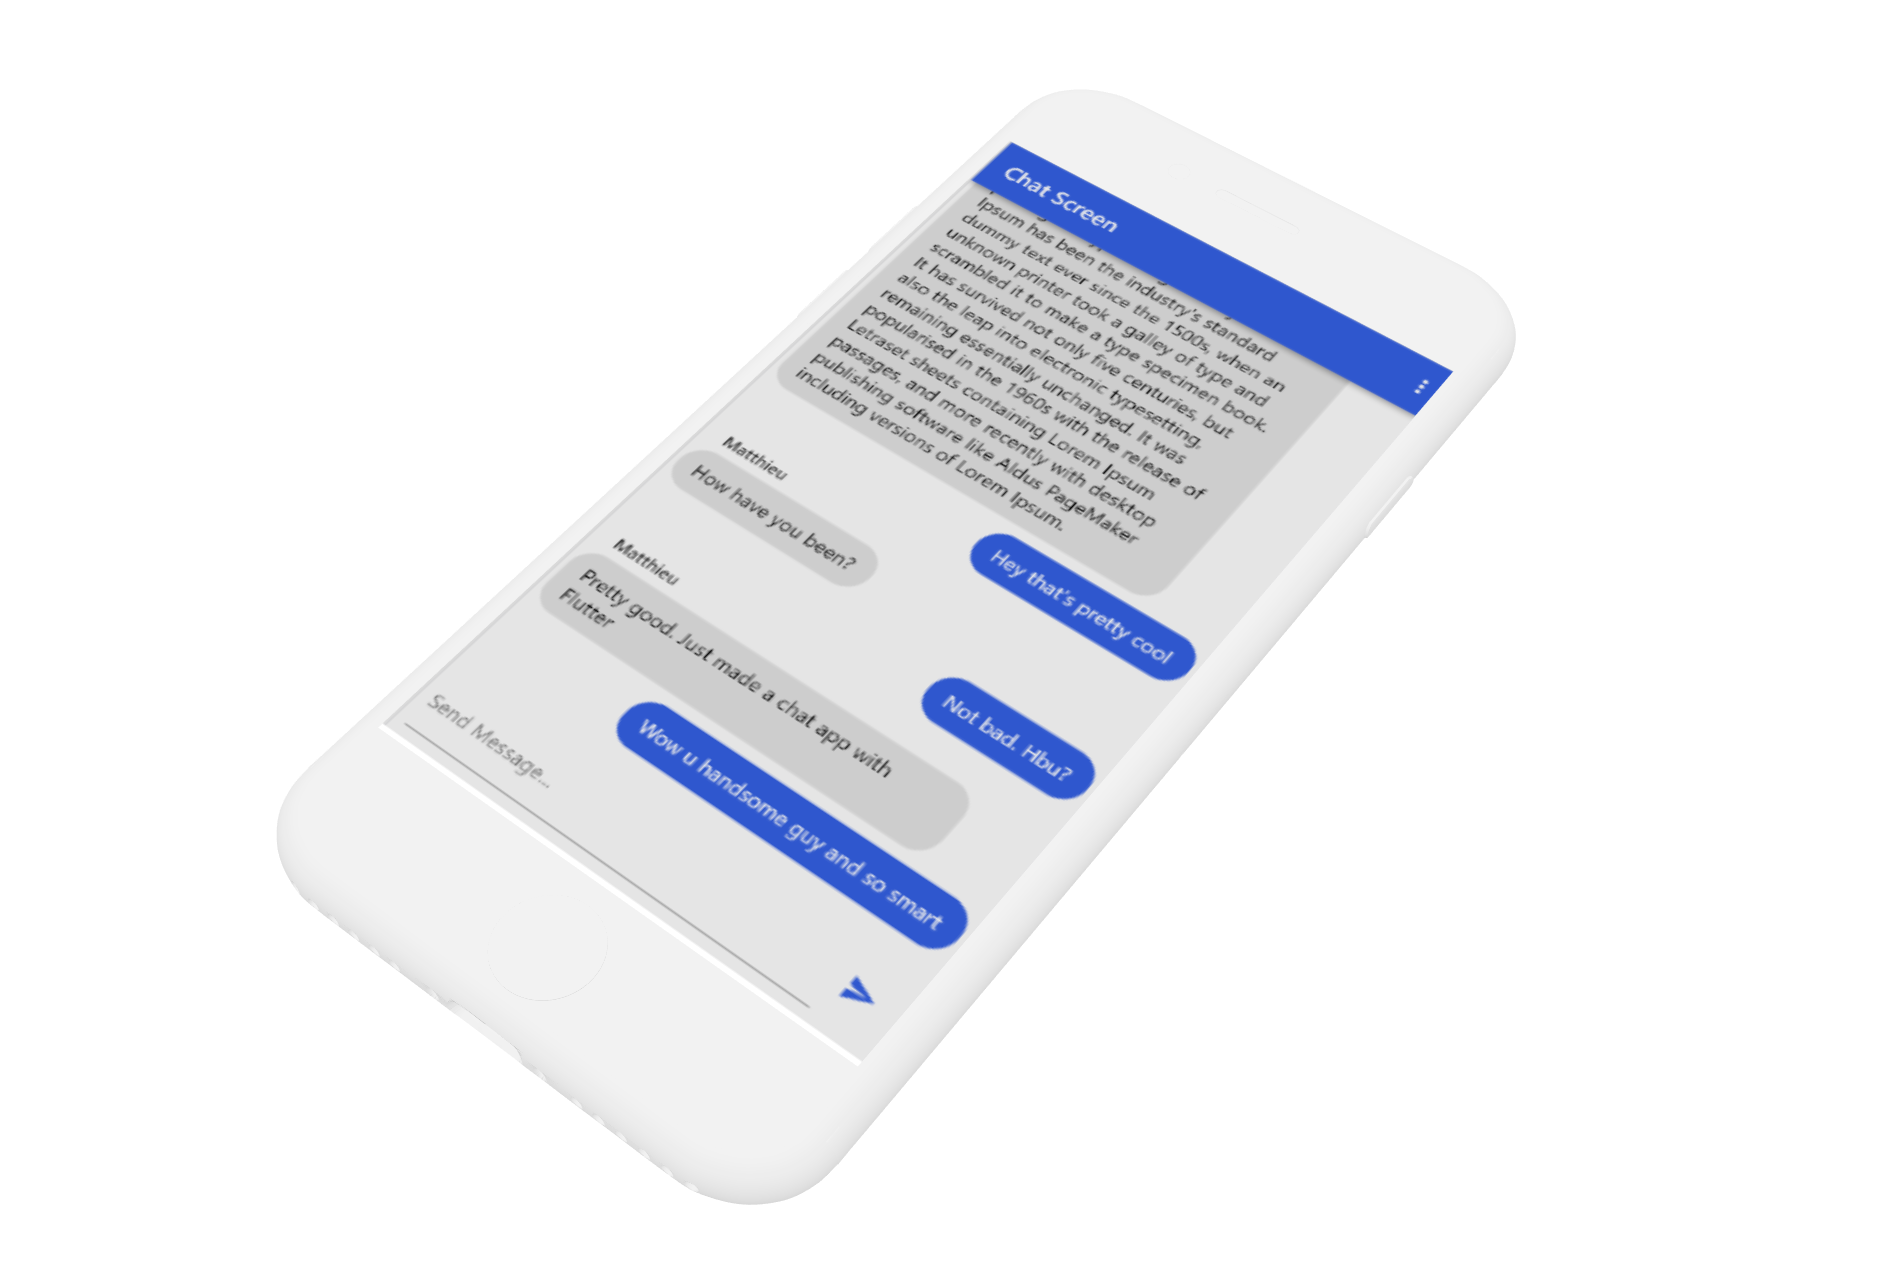 Chat Screen
Ipsum has been the industry's standard
dummy text ever since the 1500s, when an
unknown printer took a galley of type and
scrambled it to make a type specimen book.
It has survived not only five centuries, but
also the leap into electronic typesetting,
remaining essentially unchanged. It was
popularised in the 1960s with the release of
Letraset sheets containing Lorem Ipsum
passages, and more recently with desktop
publishing software like Aldus PageMaker
including versions of Lorem Ipsum.
Hey that's pretty cool
Matthieu
How have you been?
Not bad. Hbu?
Matthieu
Pretty good. Just made a chat app with
Flutter
Wow u handsome guy and so smart
Send Message...